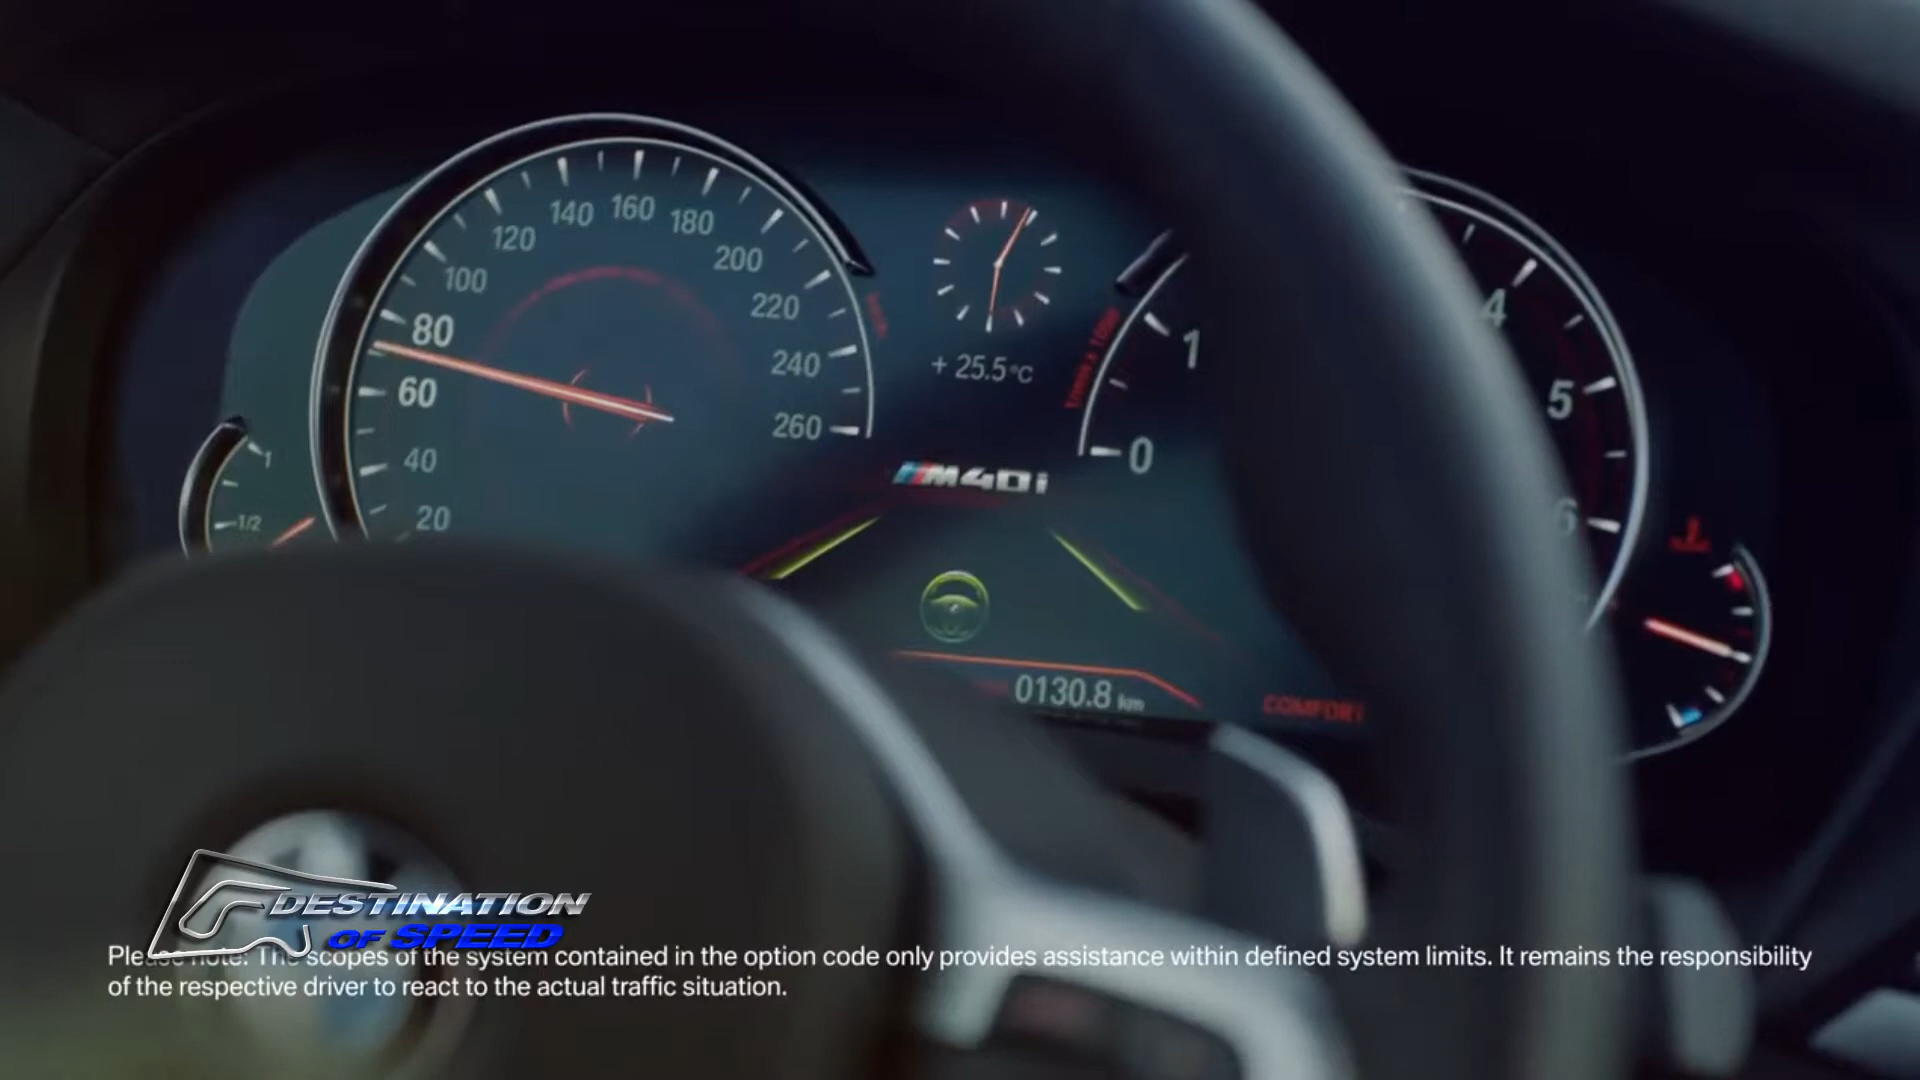 160
140
180
120
200
100
220
80
240
60
260
40
20
1
1/2
+ 25.5°C
1
0
4
5
6
M40i
0130.8 km
COMFORT
DESTINATION
OF SPEED
Please note: The scopes of the system contained in the option code only provides assistance within defined system limits. It remains the responsibility
of the respective driver to react to the actual traffic situation.